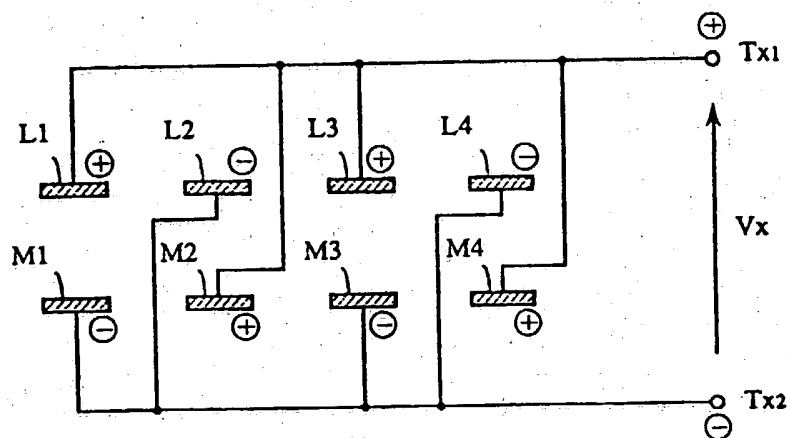 ⊕
Tx1
L1 ⊕ L2 ⊖ L3 ⊕ L4 ⊖
Vx
M1 M2 M3 M4
⊖ ⊕ ⊖ ⊕
Tx2
⊖